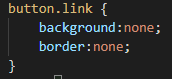 button.link {
    background:none;
    border:none;
}